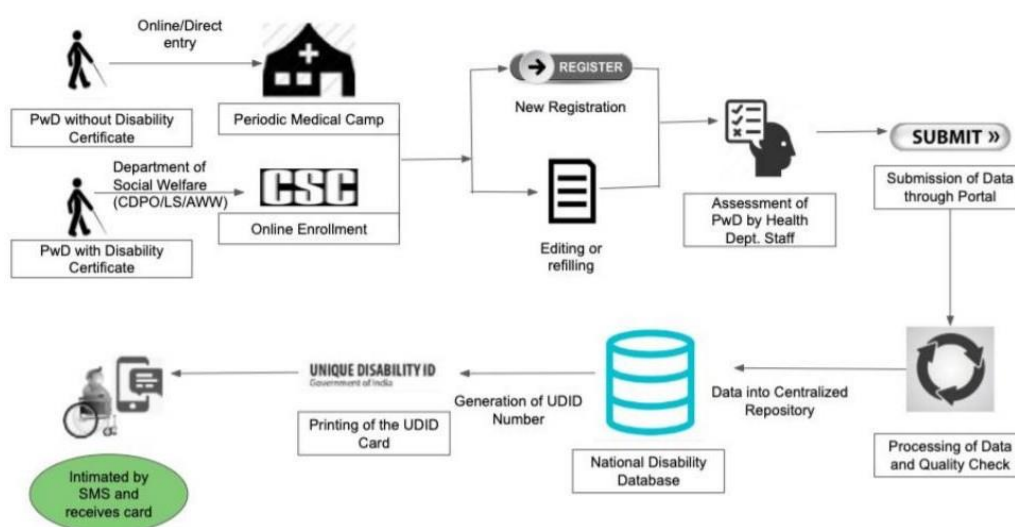 Online/Direct
entry
PwD without Disability
Certificate
Periodic Medical Camp
Department of
Social Welfare
(CDPO/LS/AWW)
PwD with Disability
Certificate
CSC
Online Enrollment
REGISTER
New Registration
Editing or
refilling
Assessment of
PwD by Health
Dept. Staff
SUBMIT »
Submission of Data
through Portal
Processing of Data
and Quality Check
Data into Centralized
Repository
National Disability
Database
Generation of UDID
Number
UNIQUE DISABILITY ID
Government of India
Printing of the UDID
Card
Intimated by
SMS and
receives card